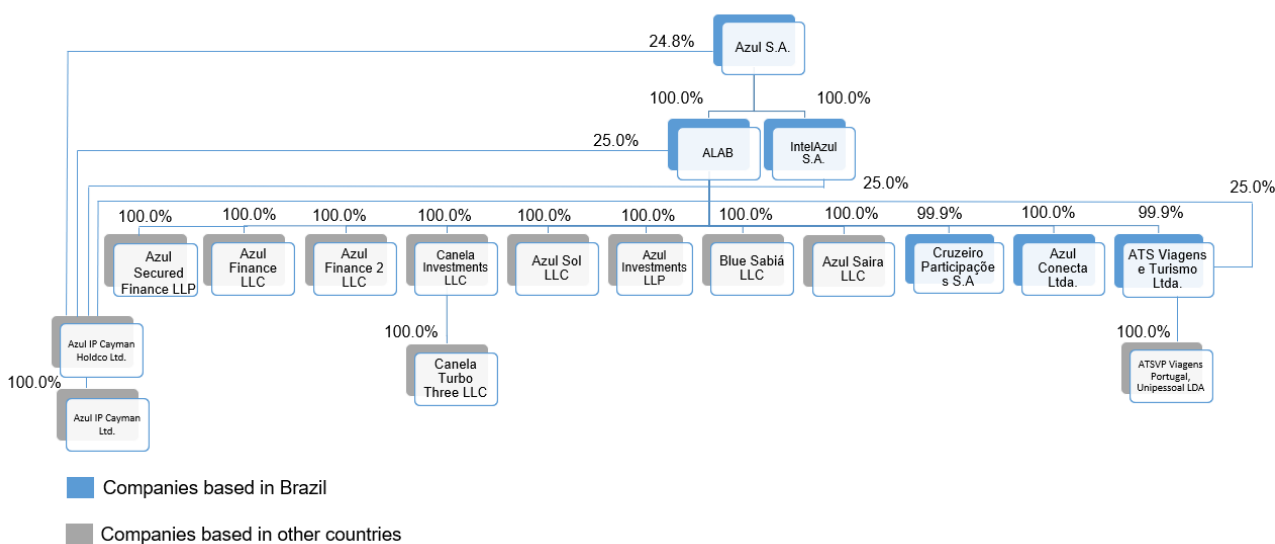 24.8%
Azul S.A.
100.0%
100.0%
25.0%
ALAB
IntelAzul
S.A.
25.0%
25.0%
100.0%
100.0%
100.0%
100.0%
100.0%
100.0%
100.0%
100.0%
99.9%
100.0%
99.9%
Azul
Secured
Finance LLP
Azul
Finance
LLC
Azul
Finance 2
LLC
Canela
Investments
LLC
Azul Sol
LLC
Azul
Investments
LLP
Blue Sabiá
LLC
Azul Saira
LLC
Cruzeiro
Participaçõe
s S.A
Azul
Conecta
Ltda.
ATS Viagens
e Turismo
Ltda.
Azul IP Cayman
Holdco Ltd.
100.0%
Azul IP Cayman
Ltd.
100.0%
Canela
Turbo
Three LLC
100.0%
ATSVP Viagens
Portugal,
Unipessoal LDA
Companies based in Brazil
Companies based in other countries